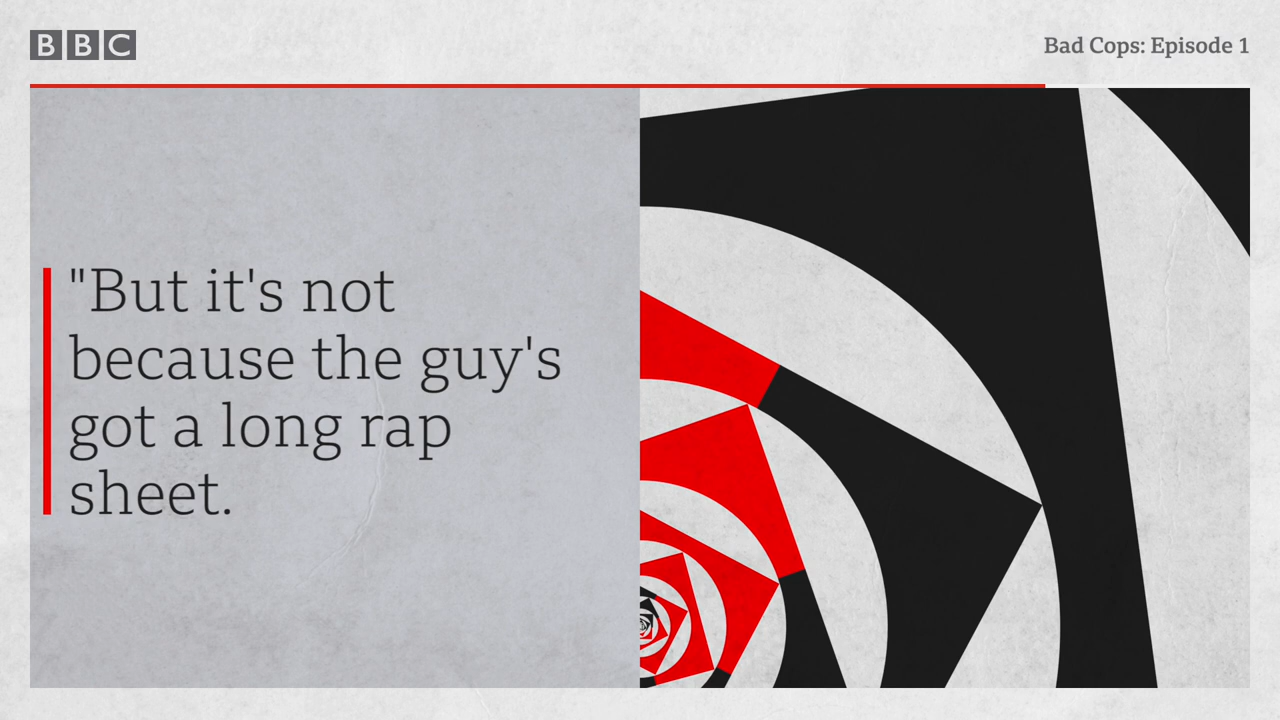 BBC
Bad Cops: Episode 1
"But it's not
because the guy's
got a long rap
sheet.